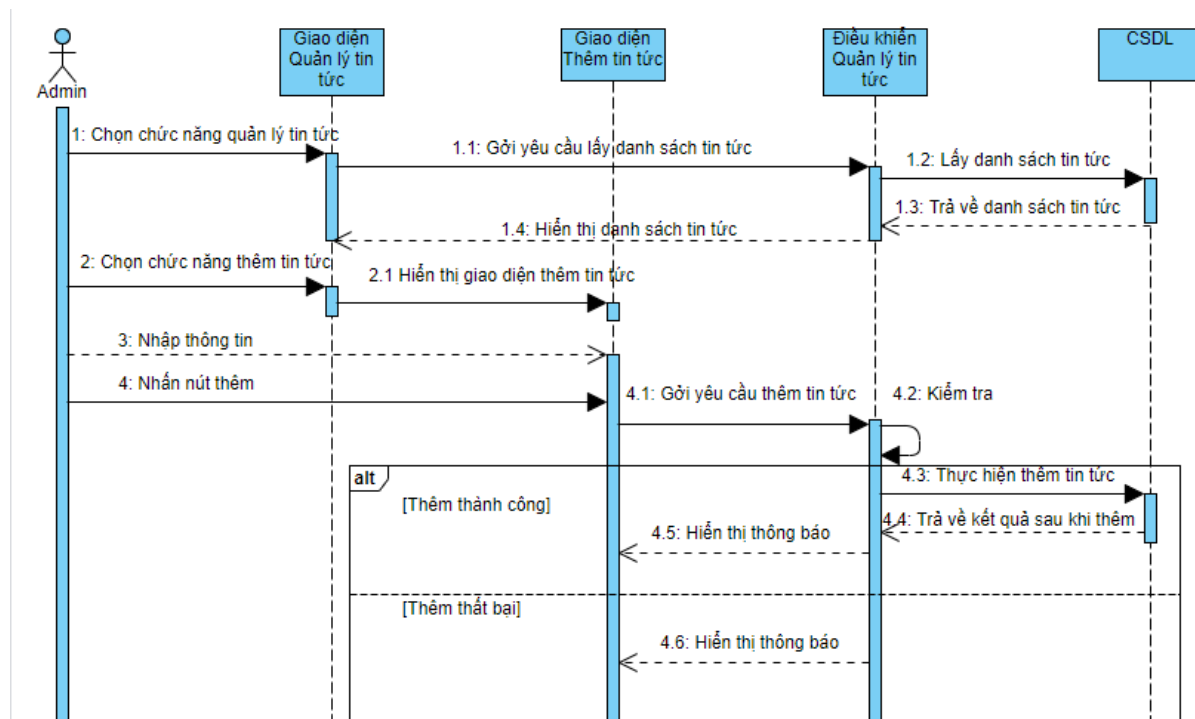 Giao diện
Quản lý tin
tức
Giao diện
Thêm tin tức
Điều khiển
Quản lý tin
tức
CSDL
Admin
1: Chọn chức năng quản lý tin tức
1.1: Gởi yêu cầu lấy danh sách tin tức
1.2: Lấy danh sách tin tức
1.3: Trả về danh sách tin tức
1.4: Hiển thị danh sách tin tức
2: Chọn chức năng thêm tin tức
2.1 Hiển thị giao diện thêm tin tức
3: Nhập thông tin
4: Nhấn nút thêm
4.1: Gởi yêu cầu thêm tin tức
4.2: Kiểm tra
alt
4.3: Thực hiện thêm tin tức
[Thêm thành công]
4.4: Trả về kết quả sau khi thêm
4.5: Hiển thị thông báo
[Thêm thất bại]
4.6: Hiển thị thông báo